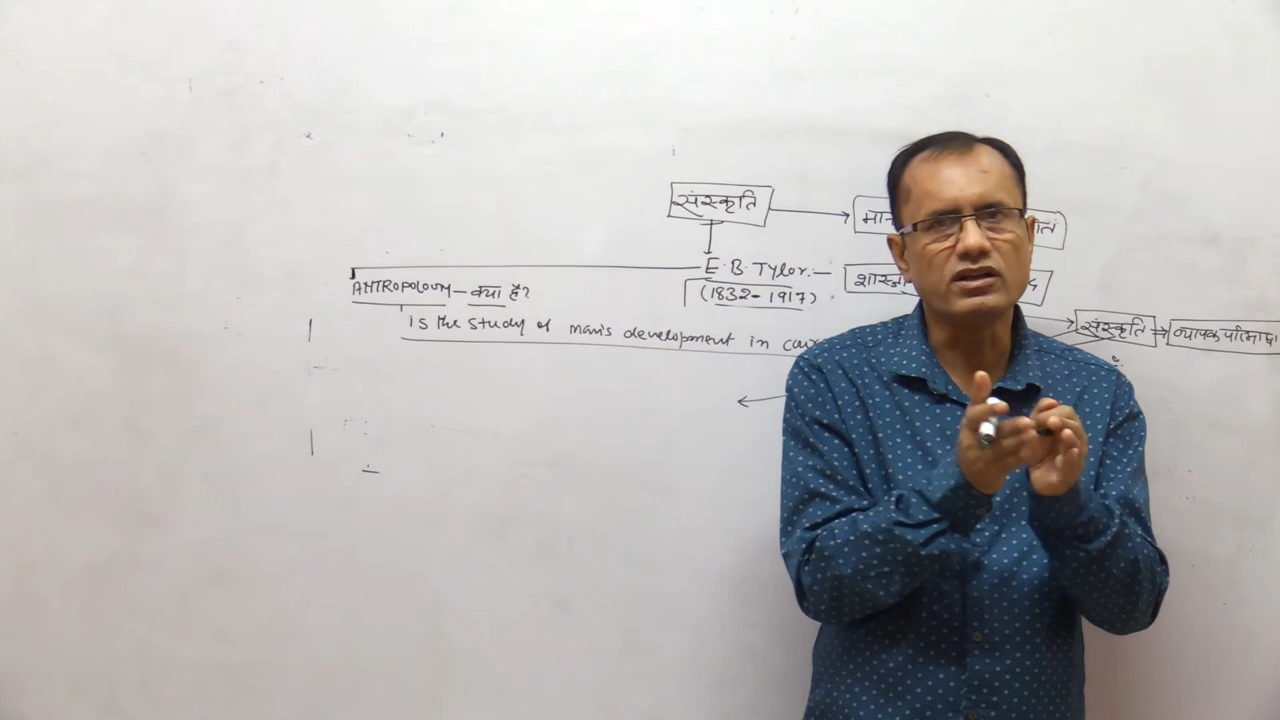 संस्कृति
E. B. Tylor. —
(1832 - 1917)
ANTROPOLOGY — क्या है?
is the study of man's development in
संस्कृति
व्यापक परिभाषा